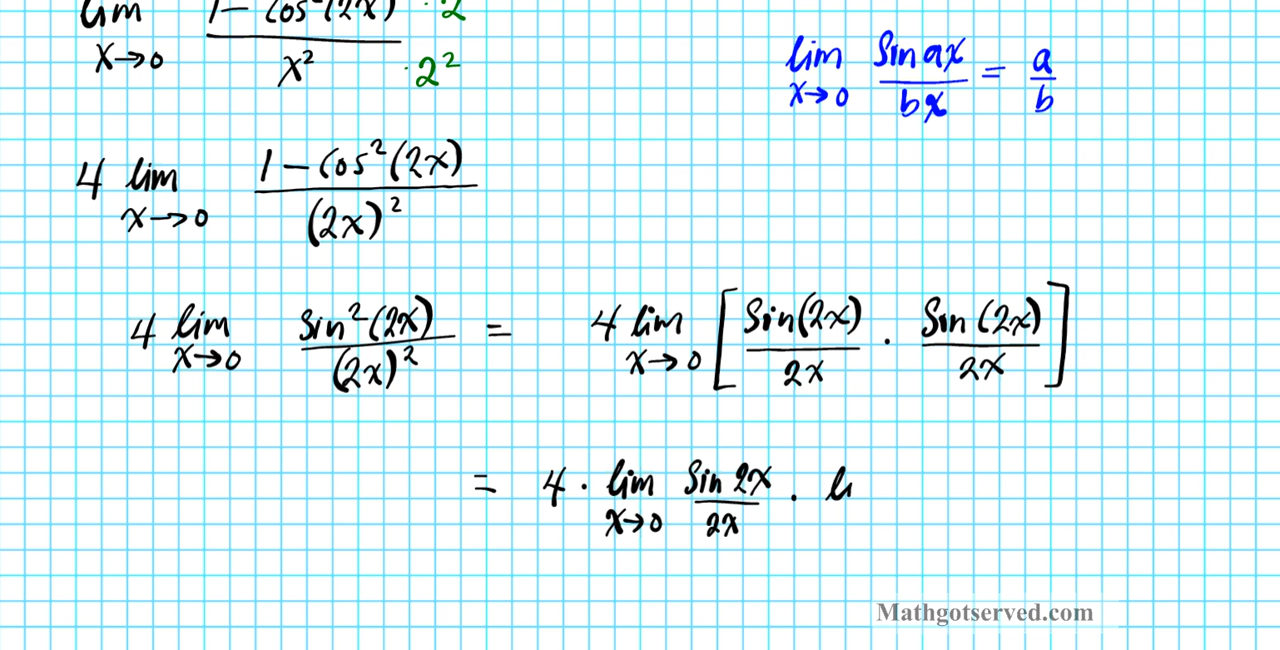 lim x→0 1 - Cos²(2x) / x² · 2² / 2²
lim x→0 Sin ax / bx = a / b
4 lim x→0 1 - Cos²(2x) / (2x)²
4 lim x→0 Sin²(2x) / (2x)² = 4 lim x→0 [ Sin(2x) / 2x · Sin(2x) / 2x ]
= 4 · lim x→0 Sin 2x / 2x · li
Mathgotserved.com